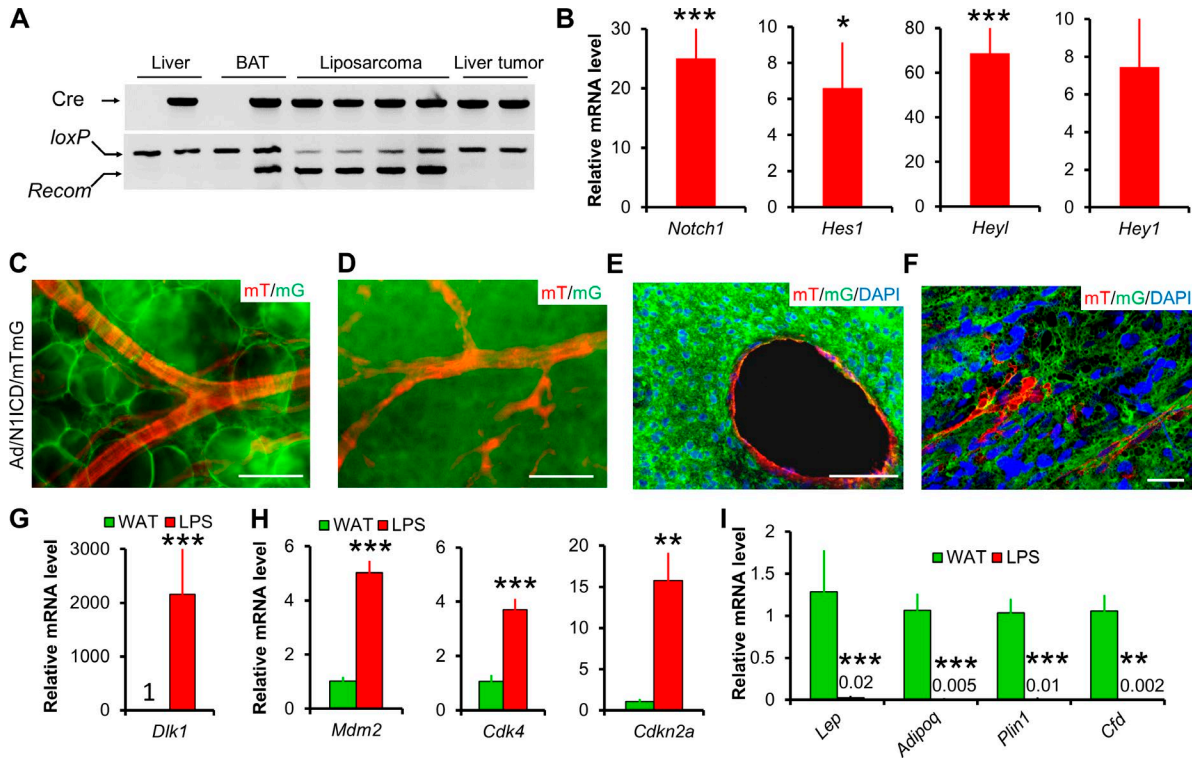 A
Liver BAT Liposarcoma Liver tumor
Cre
loxP
Recom
B
Relative mRNA level
*** * ***
30 10 80 10
8 8
20 60
6 6
40
4 4
10
20
2 2
0 0 0 0
Notch1 Hes1 Heyl Hey1
C D E F
Ad/N1ICD/mTmG
mT/mG mT/mG mT/mG/DAPI mT/mG/DAPI
G
WAT LPS
Relative mRNA level
***
3000
2000
1000
0
1
Dlk1
H
WAT LPS
Relative mRNA level
*** *** **
6 6 20
15
4 4
10
2 2
5
0 0 0
Mdm2 Cdk4 Cdkn2a
I
WAT LPS
Relative mRNA level
2
1.5
1
0.5
0
*** *** *** **
0.02 0.005 0.01 0.002
Lep Adipoq Plin1 Cfd